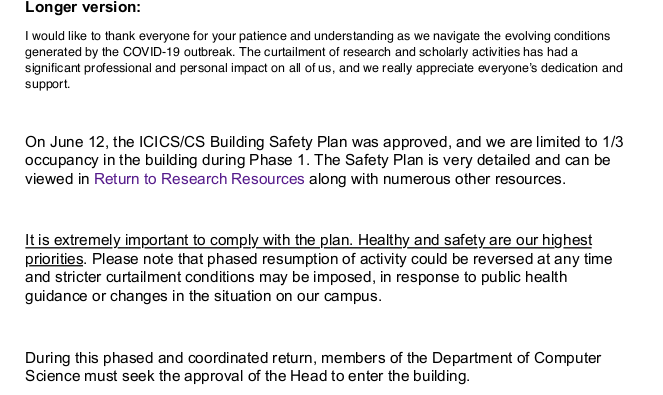 Longer version:
I would like to thank everyone for your patience and understanding as we navigate the evolving conditions
generated by the COVID-19 outbreak. The curtailment of research and scholarly activities has had a
significant professional and personal impact on all of us, and we really appreciate everyone's dedication and
support.
On June 12, the ICICS/CS Building Safety Plan was approved, and we are limited to 1/3
occupancy in the building during Phase 1. The Safety Plan is very detailed and can be
viewed in Return to Research Resources along with numerous other resources.
It is extremely important to comply with the plan. Healthy and safety are our highest
priorities. Please note that phased resumption of activity could be reversed at any time
and stricter curtailment conditions may be imposed, in response to public health
guidance or changes in the situation on our campus.
During this phased and coordinated return, members of the Department of Computer
Science must seek the approval of the Head to enter the building.